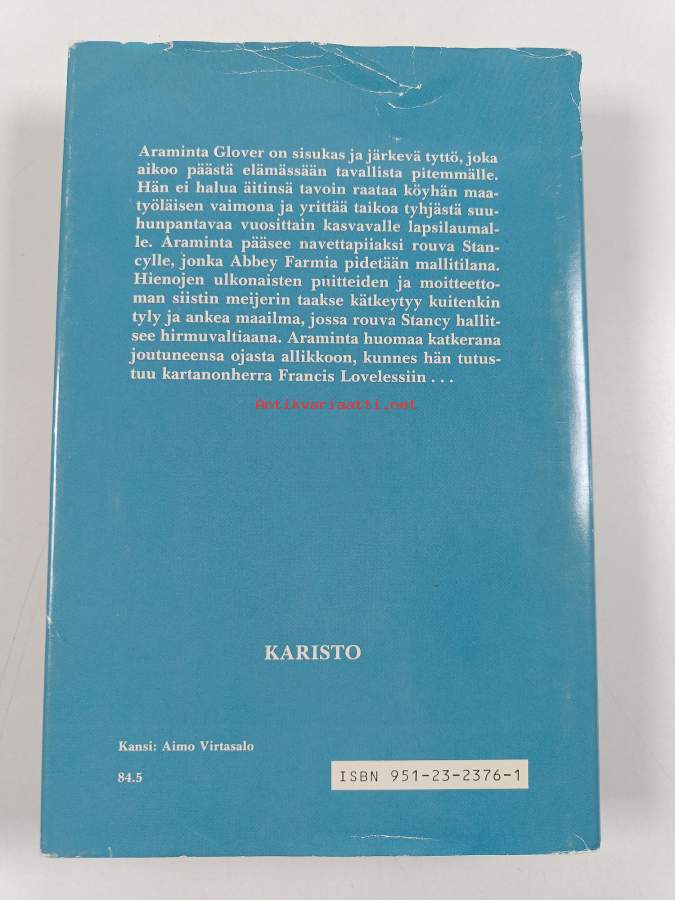 Araminta Glover on sisukas ja järkevä tyttö, joka
aikoo päästä elämässään tavallista pitemmälle.
Hän ei halua äitinsä tavoin raataa köyhän maa-
työläisen vaimona ja yrittää taikoa tyhjästä suu-
hunpantavaa vuosittain kasvavalle lapsilaumal-
le. Araminta pääsee navettapiiaksi rouva Stan-
cylle, jonka Abbey Farmia pidetään mallitilana.
Hienojen ulkonaisten puitteiden ja moitteetto-
man siistin meijerin taakse kätkeytyy kuitenkin
tyly ja ankea maailma, jossa rouva Stancy hallit-
see hirmuvaltiaana. Araminta huomaa katkerana
joutuneensa ojasta allikkoon, kunnes hän tutus-
tuu kartanonherra Francis Lovelessiin . . .
Antikvariaatti.net
KARISTO
Kansi: Aimo Virtasalo
84.5
ISBN 951-23-2376-1